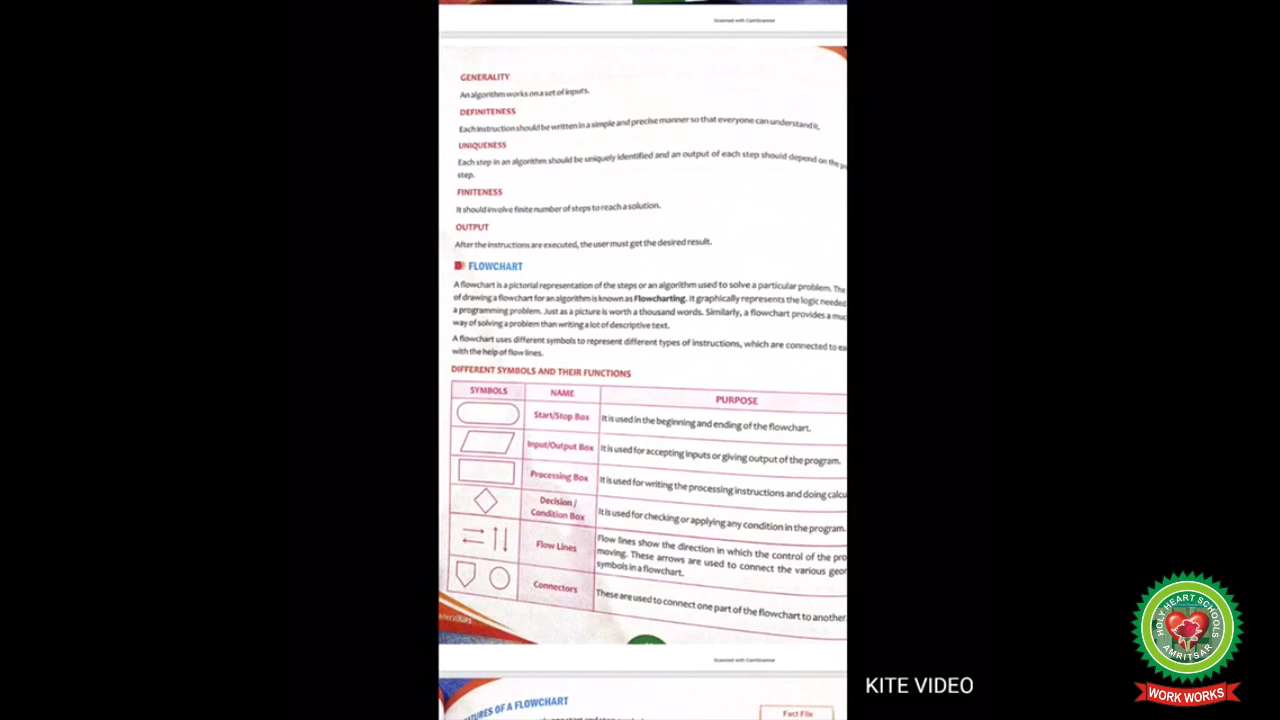 Scanned with CamScanner
GENERALITY
An algorithm works on a set of inputs.
DEFINITENESS
Each instruction should be written in a simple and precise manner so that everyone can understand it.
UNIQUENESS
Each step in an algorithm should be uniquely identified and an output of each step should depend on the
step.
FINITENESS
It should involve finite number of steps to reach a solution.
OUTPUT
After the instructions are executed, the user must get the desired result.
FLOWCHART
A flowchart is a pictorial representation of the steps or an algorithm used to solve a particular problem. The
of drawing a flowchart for an algorithm is known as Flowcharting. It graphically represents the logic needed
a programming problem. Just as a picture is worth a thousand words. Similarly, a flowchart provides a
way of solving a problem than writing a lot of descriptive text.
A flowchart uses different symbols to represent different types of instructions, which are connected to
with the help of flow lines.
DIFFERENT SYMBOLS AND THEIR FUNCTIONS
SYMBOLS NAME PURPOSE
Start/Stop Box It is used in the beginning and ending of the flowchart.
Input/Output Box It is used for accepting inputs or giving output of the program.
Processing Box It is used for writing the processing instructions and doing calcu
Decision /
Condition Box It is used for checking or applying any condition in the program.
Flow Lines Flow lines show the direction in which the control of the pro
moving. These arrows are used to connect the various geor
symbols in a flowchart.
Connectors These are used to connect one part of the flowchart to another
Scanned with CamScanner
TURES OF A FLOWCHART
Fact File
KITE VIDEO
HOLY HEART SCHOOLS
AMRITSAR
WORK WORKS